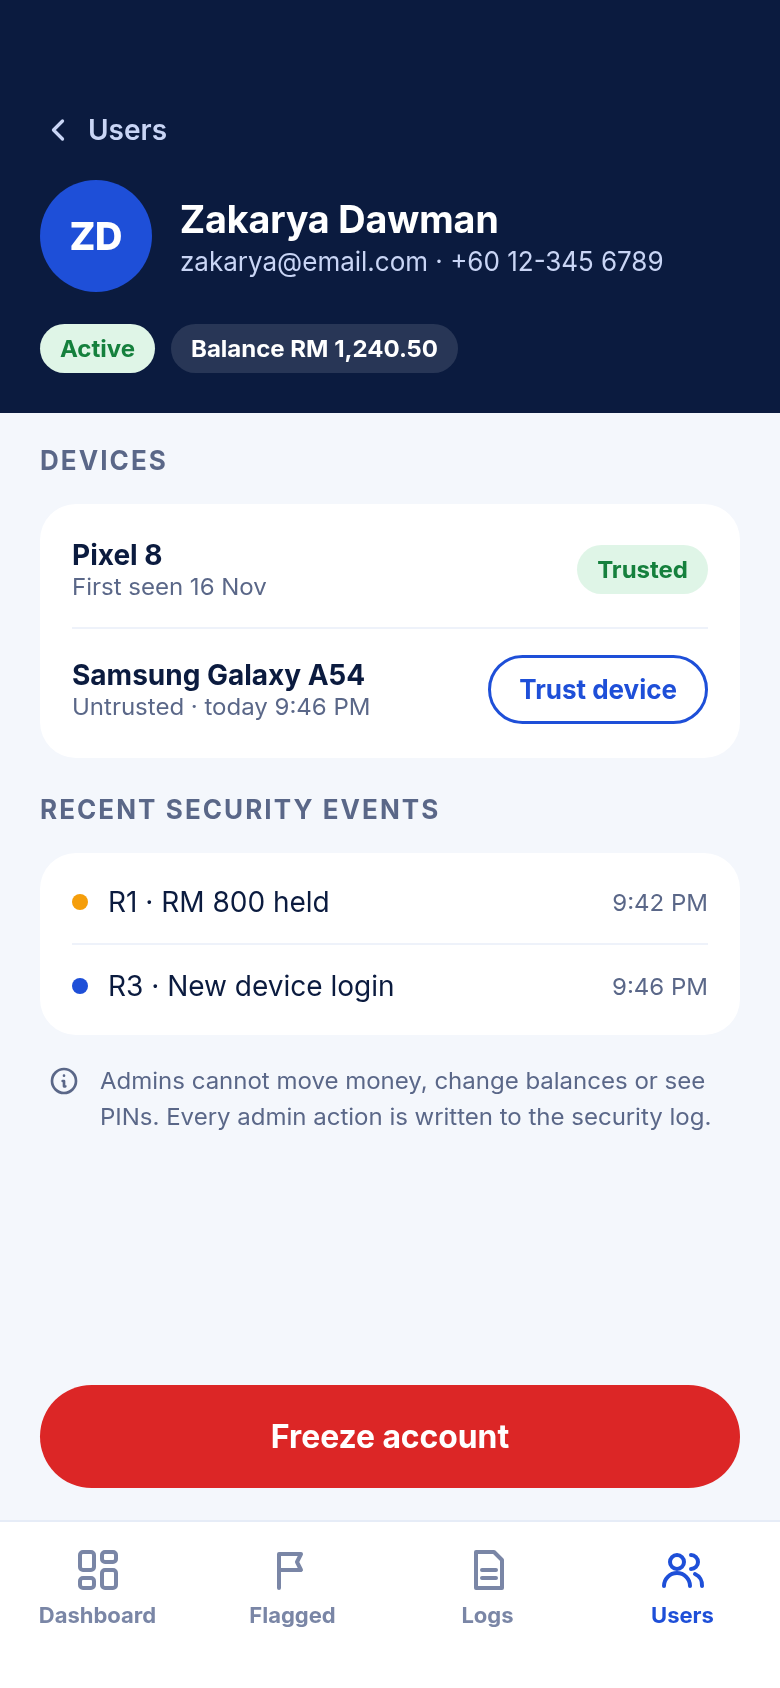 Users
ZD
Zakarya Dawman
zakarya@email.com · +60 12-345 6789
Active
Balance RM 1,240.50
DEVICES
Pixel 8
First seen 16 Nov
Trusted
Samsung Galaxy A54
Untrusted · today 9:46 PM
Trust device
RECENT SECURITY EVENTS
R1 · RM 800 held
9:42 PM
R3 · New device login
9:46 PM
Admins cannot move money, change balances or see
PINs. Every admin action is written to the security log.
Freeze account
Dashboard
Flagged
Logs
Users